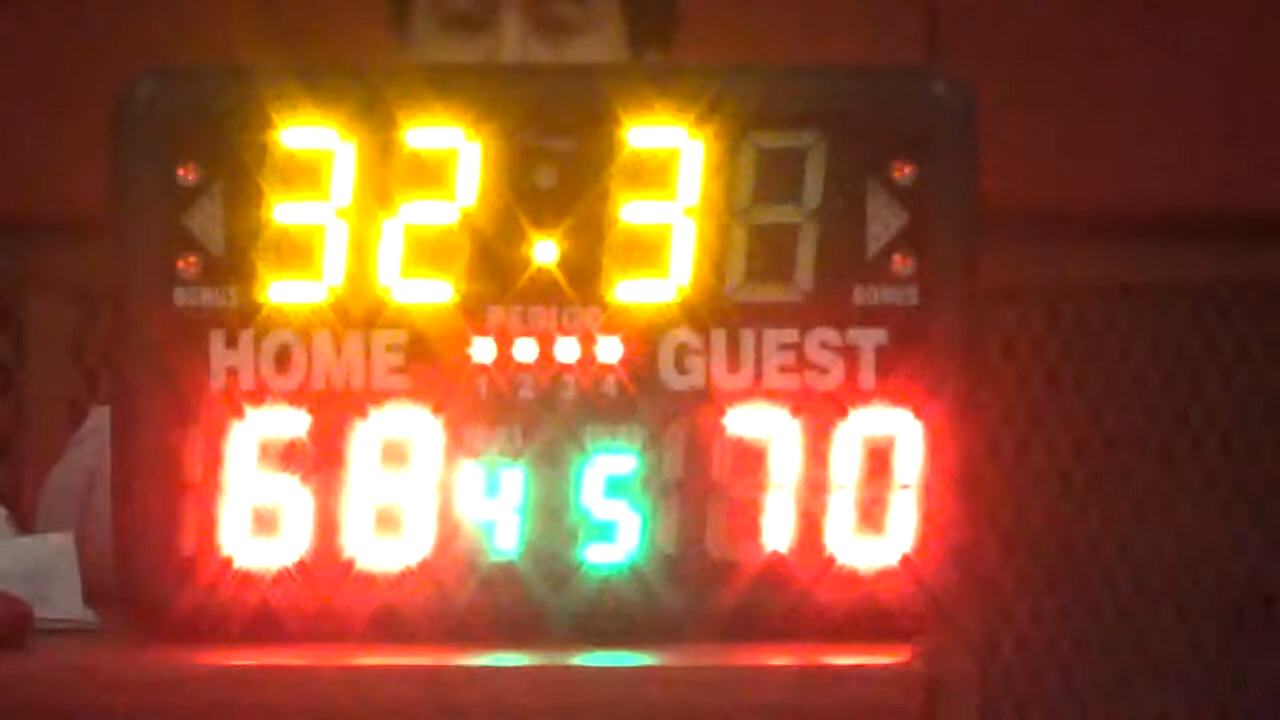 32.3
BONUS BONUS
PERIOD
HOME GUEST
1 2 3 4
68 4 5 70